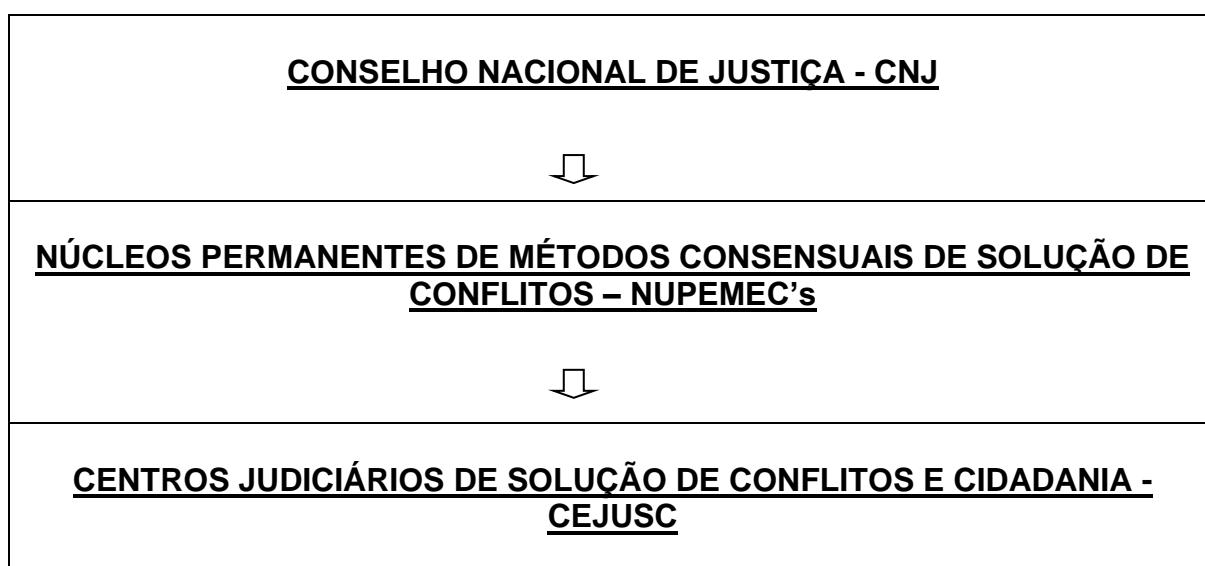 CONSELHO NACIONAL DE JUSTIÇA - CNJ
NÚCLEOS PERMANENTES DE MÉTODOS CONSENSUAIS DE SOLUÇÃO DE
CONFLITOS – NUPEMEC’s
CENTROS JUDICIÁRIOS DE SOLUÇÃO DE CONFLITOS E CIDADANIA -
CEJUSC